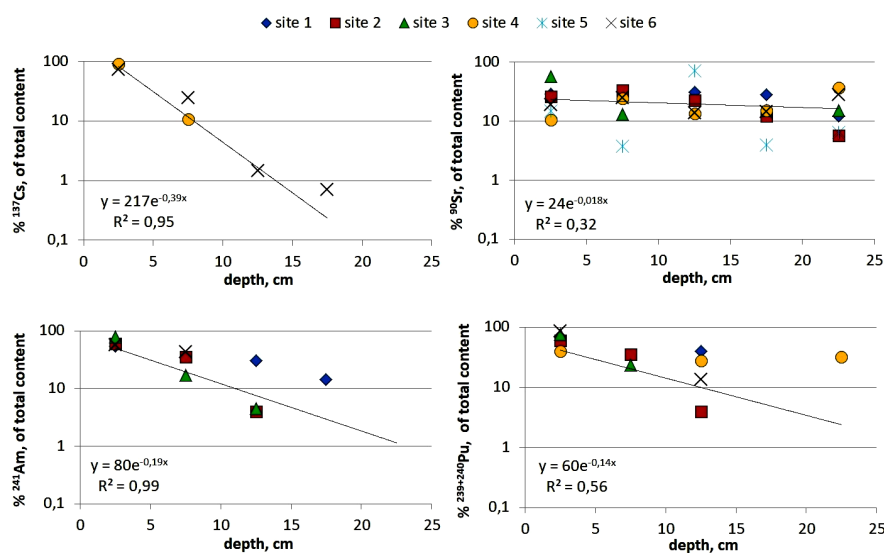 site 1 site 2 site 3 site 4 site 5 site 6
% ¹³⁷Cs, of total content
100
10
1
0,1
y = 217e⁻⁰,³⁹ˣ
R² = 0,95
0 5 10 15 20 25
depth, cm
% ⁹⁰Sr, of total content
100
10
1
0,1
y = 24e⁻⁰,⁰¹⁸ˣ
R² = 0,32
0 5 10 15 20 25
depth, cm
% ²⁴¹Am, of total content
100
10
1
0,1
y = 80e⁻⁰,¹⁹ˣ
R² = 0,99
0 5 10 15 20 25
depth, cm
% ²³⁹⁺²⁴⁰Pu, of total content
100
10
1
0,1
y = 60e⁻⁰,¹⁴ˣ
R² = 0,56
0 5 10 15 20 25
depth, cm